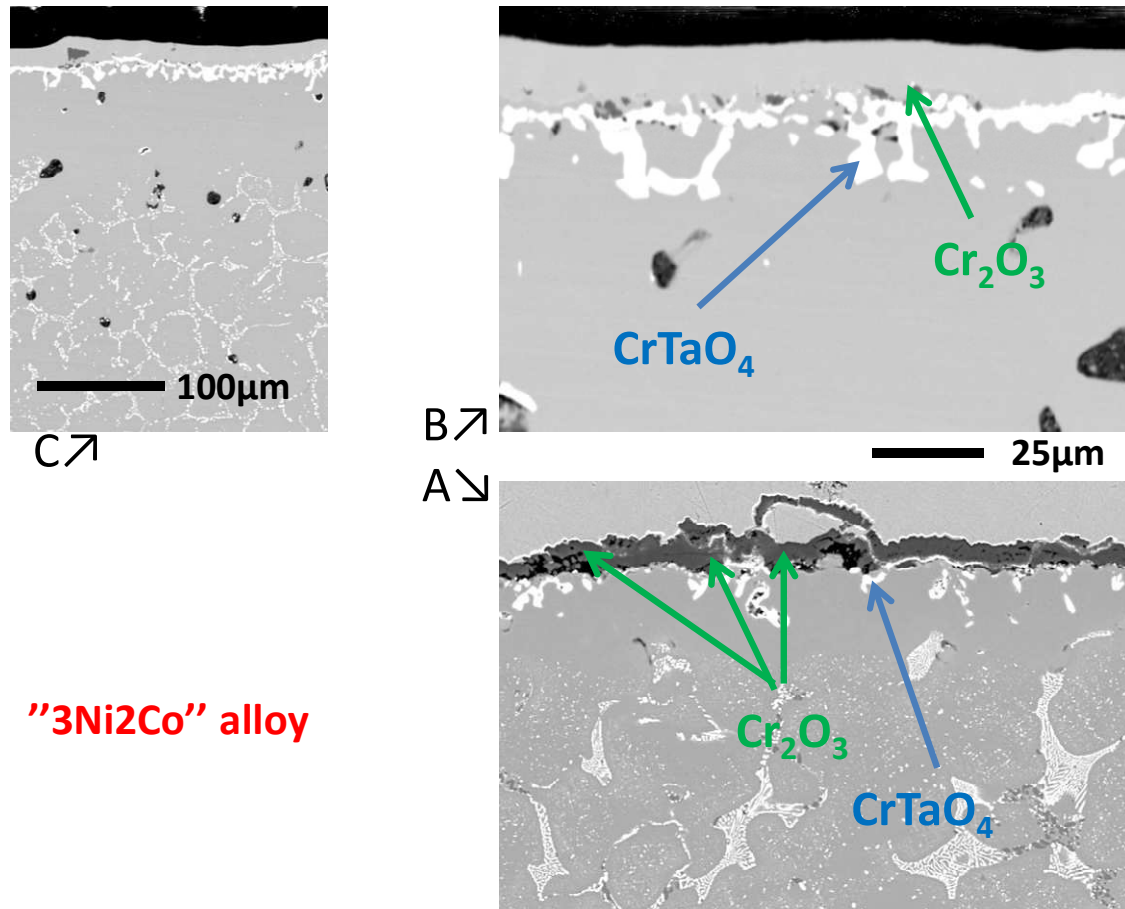 100µm
C↗
B↗
A↘
CrTaO₄
Cr₂O₃
25µm
’’3Ni2Co’’ alloy
Cr₂O₃
CrTaO₄